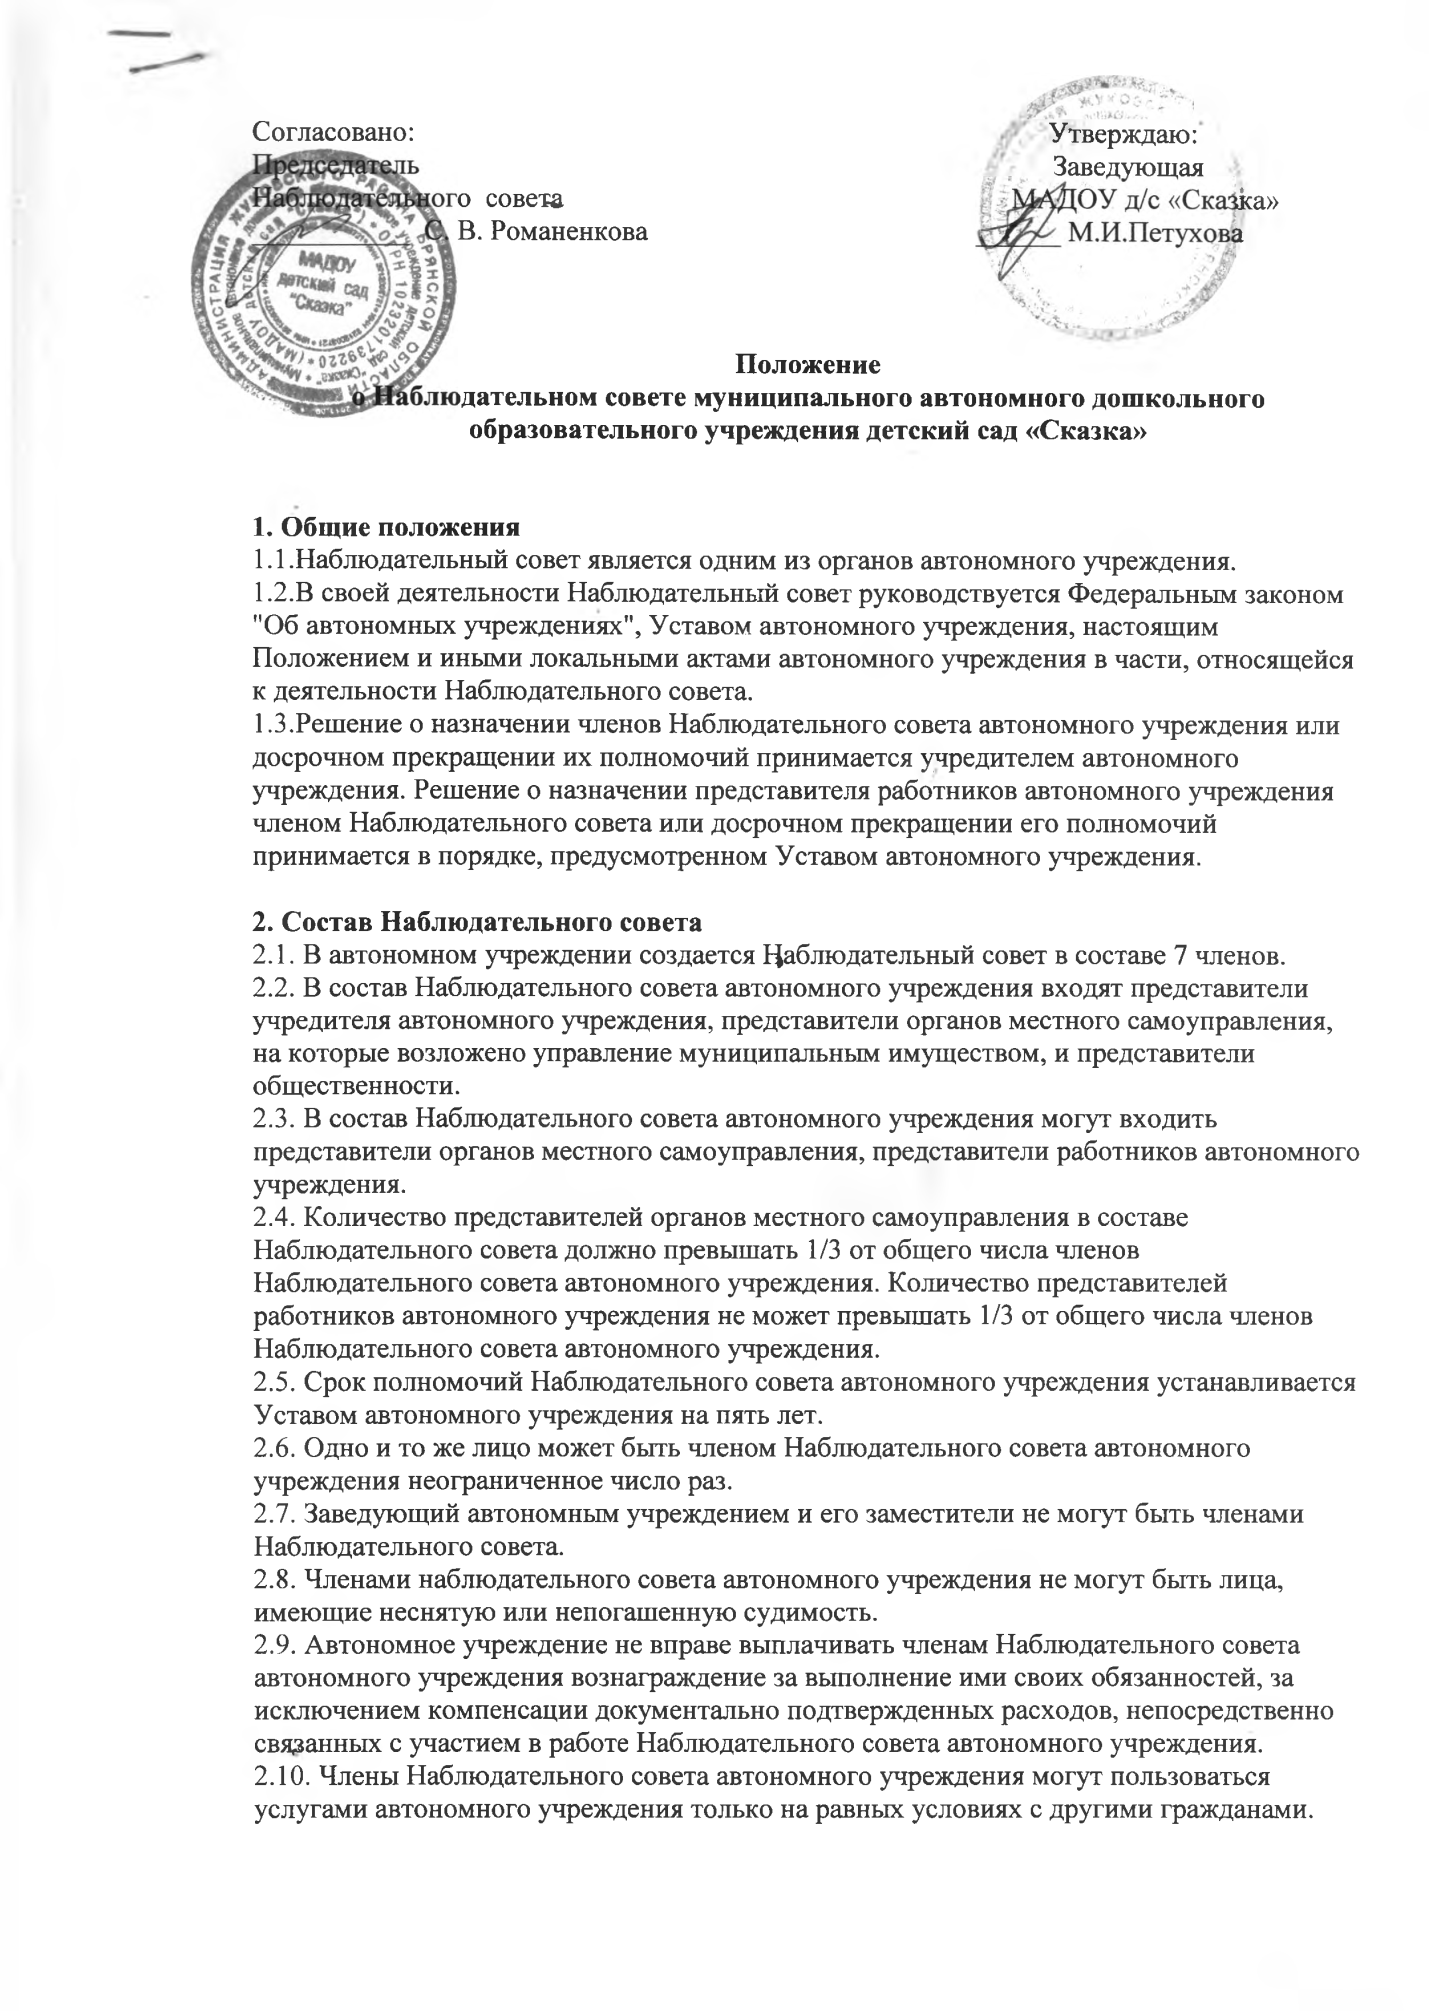 Согласовано:
Председатель
Наблюдательного совета
____________ С. В. Романенкова
Утверждаю:
Заведующая
МАДОУ д/с «Сказка»
______ М.И.Петухова
МАДОУ
детский сад
"Сказка"
Положение
о Наблюдательном совете муниципального автономного дошкольного
образовательного учреждения детский сад «Сказка»
1. Общие положения
1.1.Наблюдательный совет является одним из органов автономного учреждения.
1.2.В своей деятельности Наблюдательный совет руководствуется Федеральным законом
"Об автономных учреждениях", Уставом автономного учреждения, настоящим
Положением и иными локальными актами автономного учреждения в части, относящейся
к деятельности Наблюдательного совета.
1.3.Решение о назначении членов Наблюдательного совета автономного учреждения или
досрочном прекращении их полномочий принимается учредителем автономного
учреждения. Решение о назначении представителя работников автономного учреждения
членом Наблюдательного совета или досрочном прекращении его полномочий
принимается в порядке, предусмотренном Уставом автономного учреждения.
2. Состав Наблюдательного совета
2.1. В автономном учреждении создается Наблюдательный совет в составе 7 членов.
2.2. В состав Наблюдательного совета автономного учреждения входят представители
учредителя автономного учреждения, представители органов местного самоуправления,
на которые возложено управление муниципальным имуществом, и представители
общественности.
2.3. В состав Наблюдательного совета автономного учреждения могут входить
представители органов местного самоуправления, представители работников автономного
учреждения.
2.4. Количество представителей органов местного самоуправления в составе
Наблюдательного совета должно превышать 1/3 от общего числа членов
Наблюдательного совета автономного учреждения. Количество представителей
работников автономного учреждения не может превышать 1/3 от общего числа членов
Наблюдательного совета автономного учреждения.
2.5. Срок полномочий Наблюдательного совета автономного учреждения устанавливается
Уставом автономного учреждения на пять лет.
2.6. Одно и то же лицо может быть членом Наблюдательного совета автономного
учреждения неограниченное число раз.
2.7. Заведующий автономным учреждением и его заместители не могут быть членами
Наблюдательного совета.
2.8. Членами наблюдательного совета автономного учреждения не могут быть лица,
имеющие неснятую или непогашенную судимость.
2.9. Автономное учреждение не вправе выплачивать членам Наблюдательного совета
автономного учреждения вознаграждение за выполнение ими своих обязанностей, за
исключением компенсации документально подтвержденных расходов, непосредственно
связанных с участием в работе Наблюдательного совета автономного учреждения.
2.10. Члены Наблюдательного совета автономного учреждения могут пользоваться
услугами автономного учреждения только на равных условиях с другими гражданами.